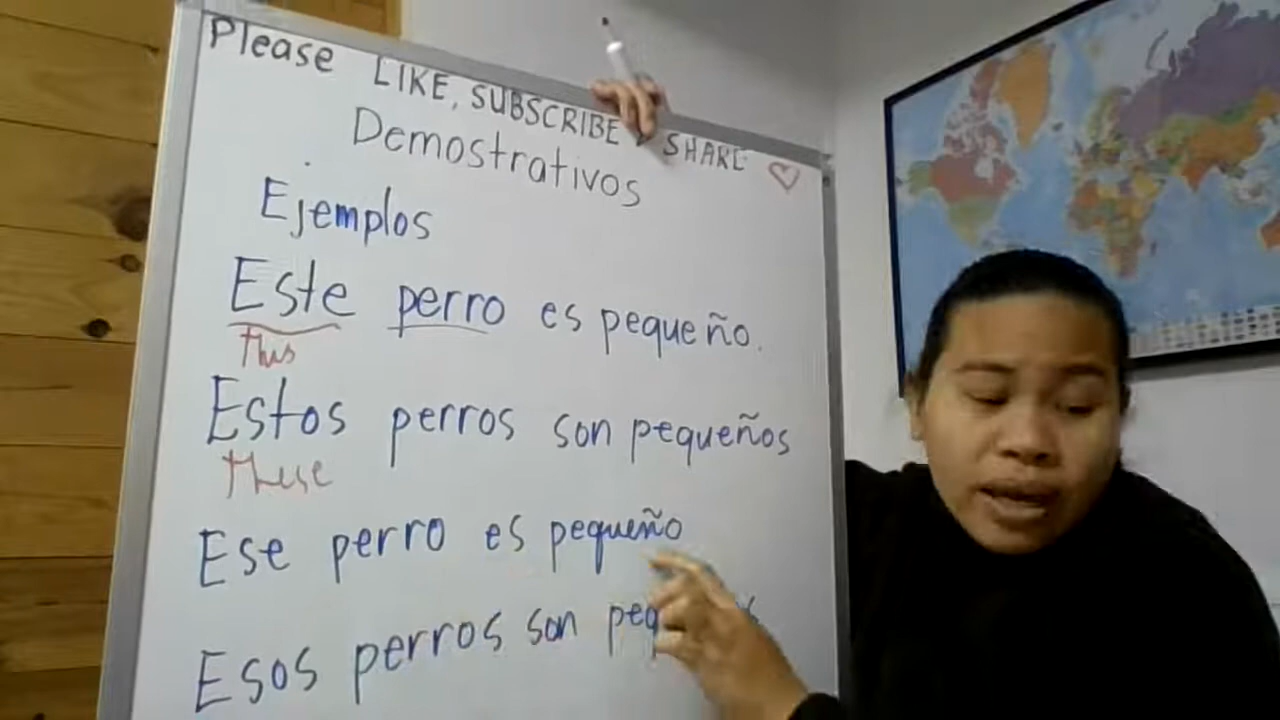 Please LIKE, SUBSCRIBE & SHARE
Demostrativos
Ejemplos
Este perro es pequeño.
this
Estos perros son pequeños
these
Ese perro es pequeño
Esos perros son